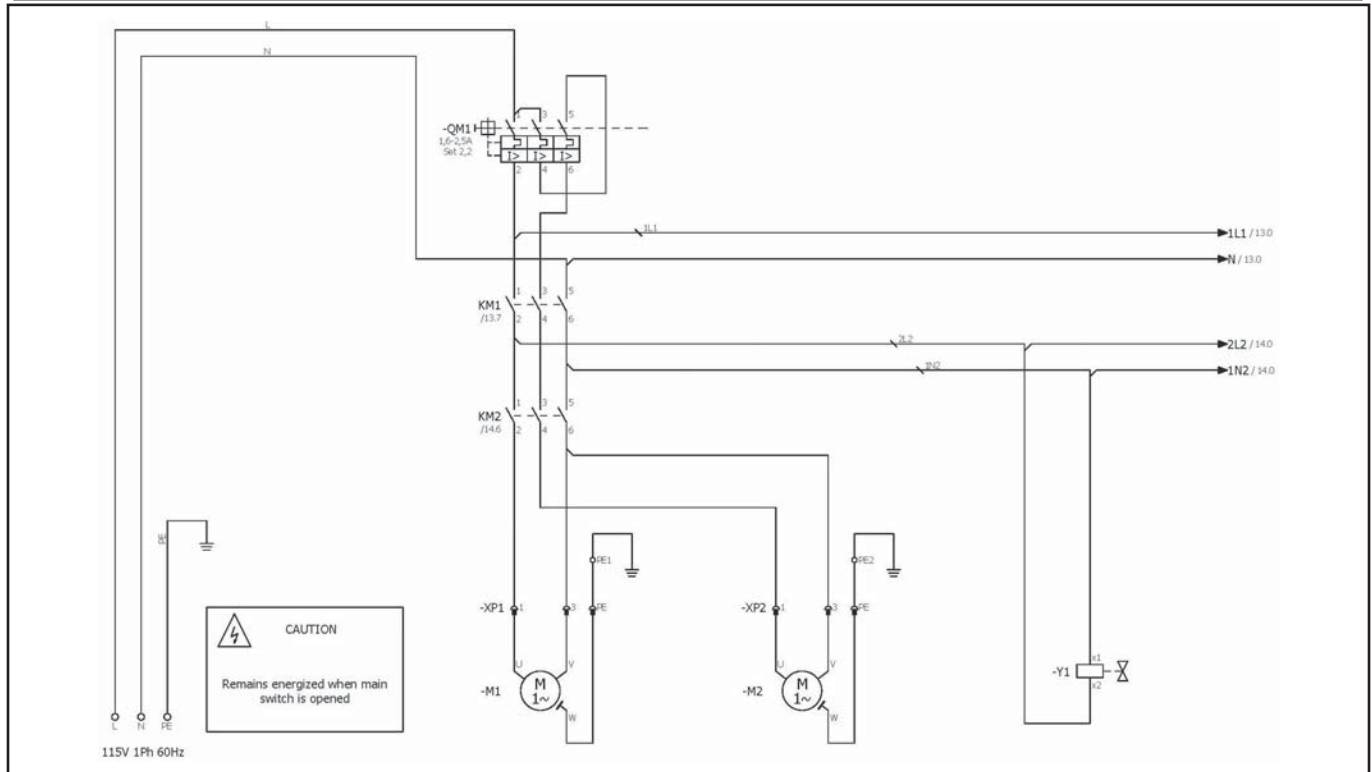 L
N
1 3 5
-QM1
1,6-2,5A
Set 2,2
I> I> I>
2 4 6
1L1
1L1 / 13.0
N / 13.0
1 3 5
KM1
/13.7
2 4 6
2L2
2L2 / 14.0
1N2
1N2 / 14.0
1 3 5
KM2
/14.6
2 4 6
PE
PE1
PE2
-XP1 1 3 PE
-XP2 1 3 PE
CAUTION
Remains energized when main
switch is opened
U V
-M1
M
1~
W
U V
-M2
M
1~
W
x1
-Y1
x2
L N PE
115V 1Ph 60Hz